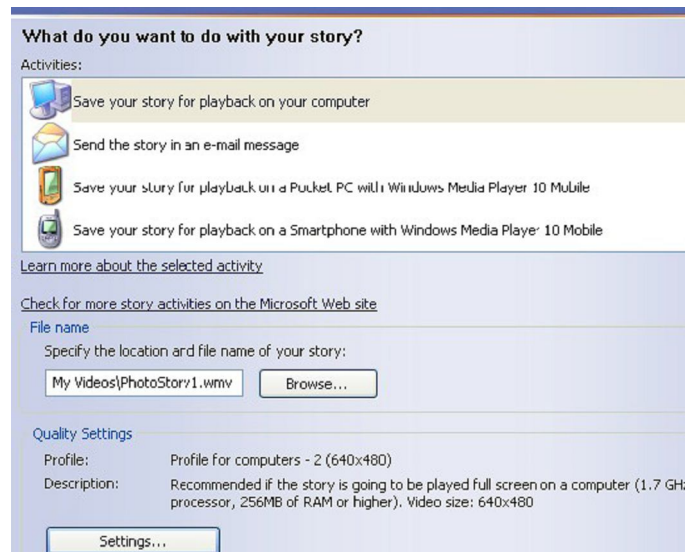 What do you want to do with your story?
Activities:
Save your story for playback on your computer
Send the story in an e-mail message
Save your story for playback on a Pocket PC with Windows Media Player 10 Mobile
Save your story for playback on a Smartphone with Windows Media Player 10 Mobile
Learn more about the selected activity
Check for more story activities on the Microsoft Web site
File name
Specify the location and file name of your story:
My Videos\PhotoStory1.wmv
Browse...
Quality Settings
Profile: Profile for computers - 2 (640x480)
Description: Recommended if the story is going to be played full screen on a computer (1.7 GHz
processor, 256MB of RAM or higher). Video size: 640x480
Settings...